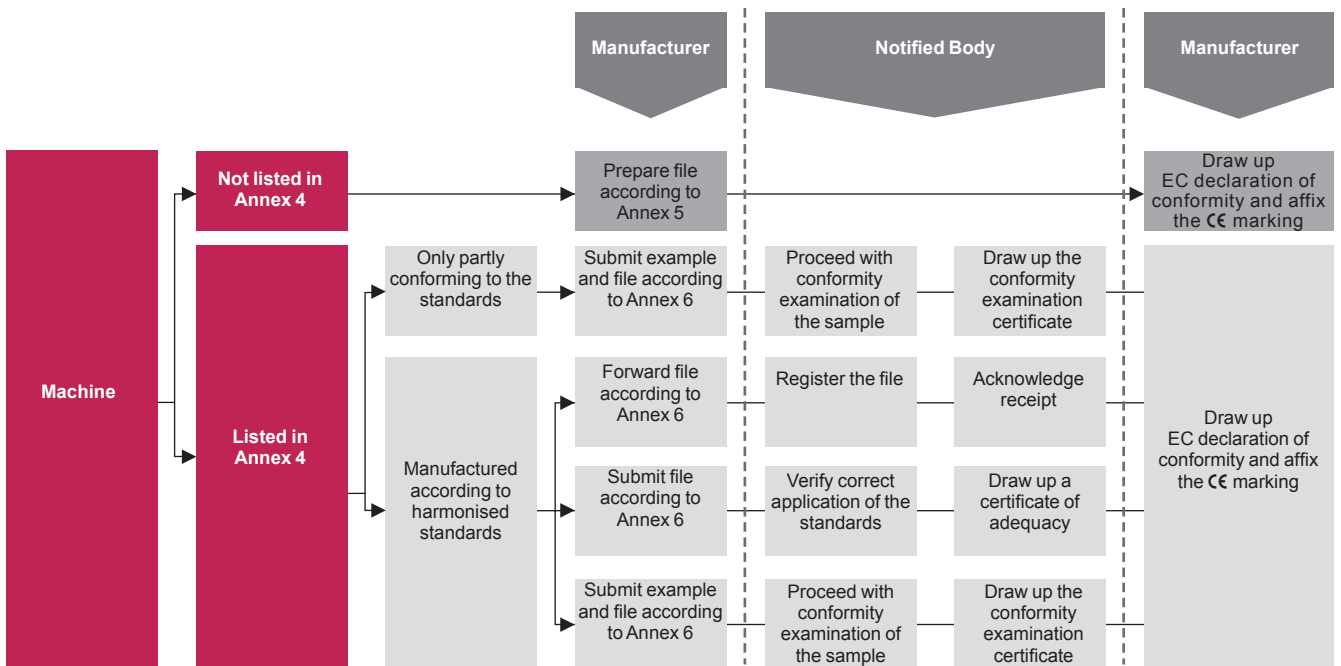 Manufacturer
Notified Body
Manufacturer
Machine
Not listed in
Annex 4
Prepare file
according to
Annex 5
Draw up
EC declaration of
conformity and affix
the CE marking
Listed in
Annex 4
Only partly
conforming to the
standards
Submit example
and file according
to Annex 6
Proceed with
conformity
examination of
the sample
Draw up the
conformity
examination
certificate
Manufactured
according to
harmonised
standards
Forward file
according to
Annex 6
Register the file
Acknowledge
receipt
Submit file
according to
Annex 6
Verify correct
application of the
standards
Draw up a
certificate of
adequacy
Submit example
and file according
to Annex 6
Proceed with
conformity
examination of
the sample
Draw up the
conformity
examination
certificate
Draw up
EC declaration of
conformity and affix
the CE marking